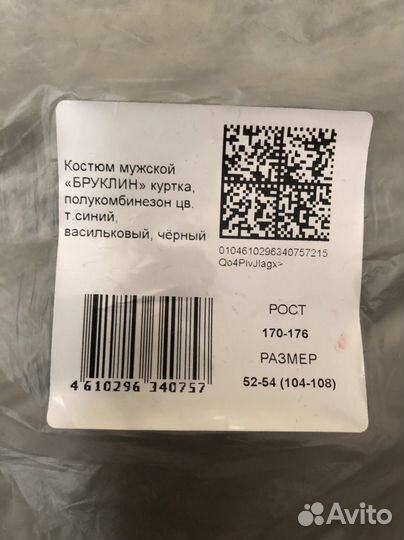 Костюм мужской
«БРУКЛИН» куртка,
полукомбинезон цв.
т.синий,
васильковый, чёрный
0104610296340757215
Qo4PIvJIagx>
4 610296 340757
РОСТ
170-176
РАЗМЕР
52-54 (104-108)
Avito